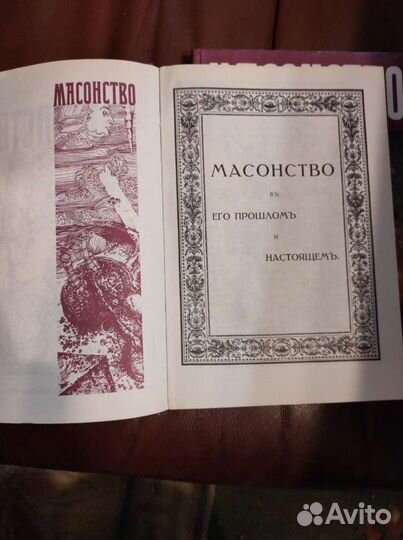 МАСОНСТВО
МАСОНСТВО
ВЪ
ЕГО ПРОШЛОМЪ
И
НАСТОЯЩЕМЪ.
Avito